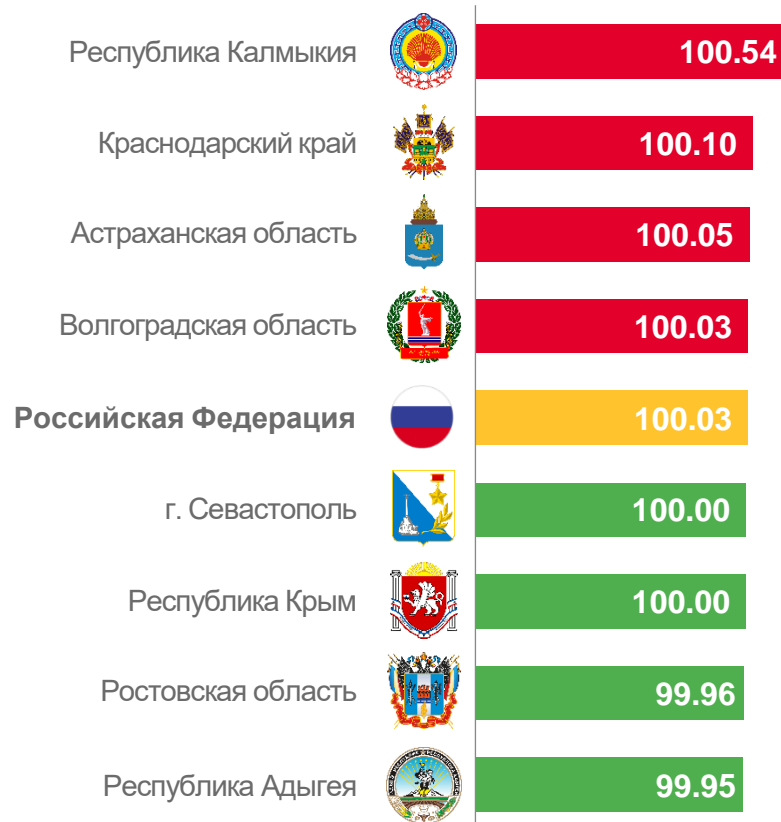 Республика Калмыкия 100.54
Краснодарский край 100.10
Астраханская область 100.05
Волгоградская область 100.03
Российская Федерация 100.03
г. Севастополь 100.00
Республика Крым 100.00
Ростовская область 99.96
Республика Адыгея 99.95